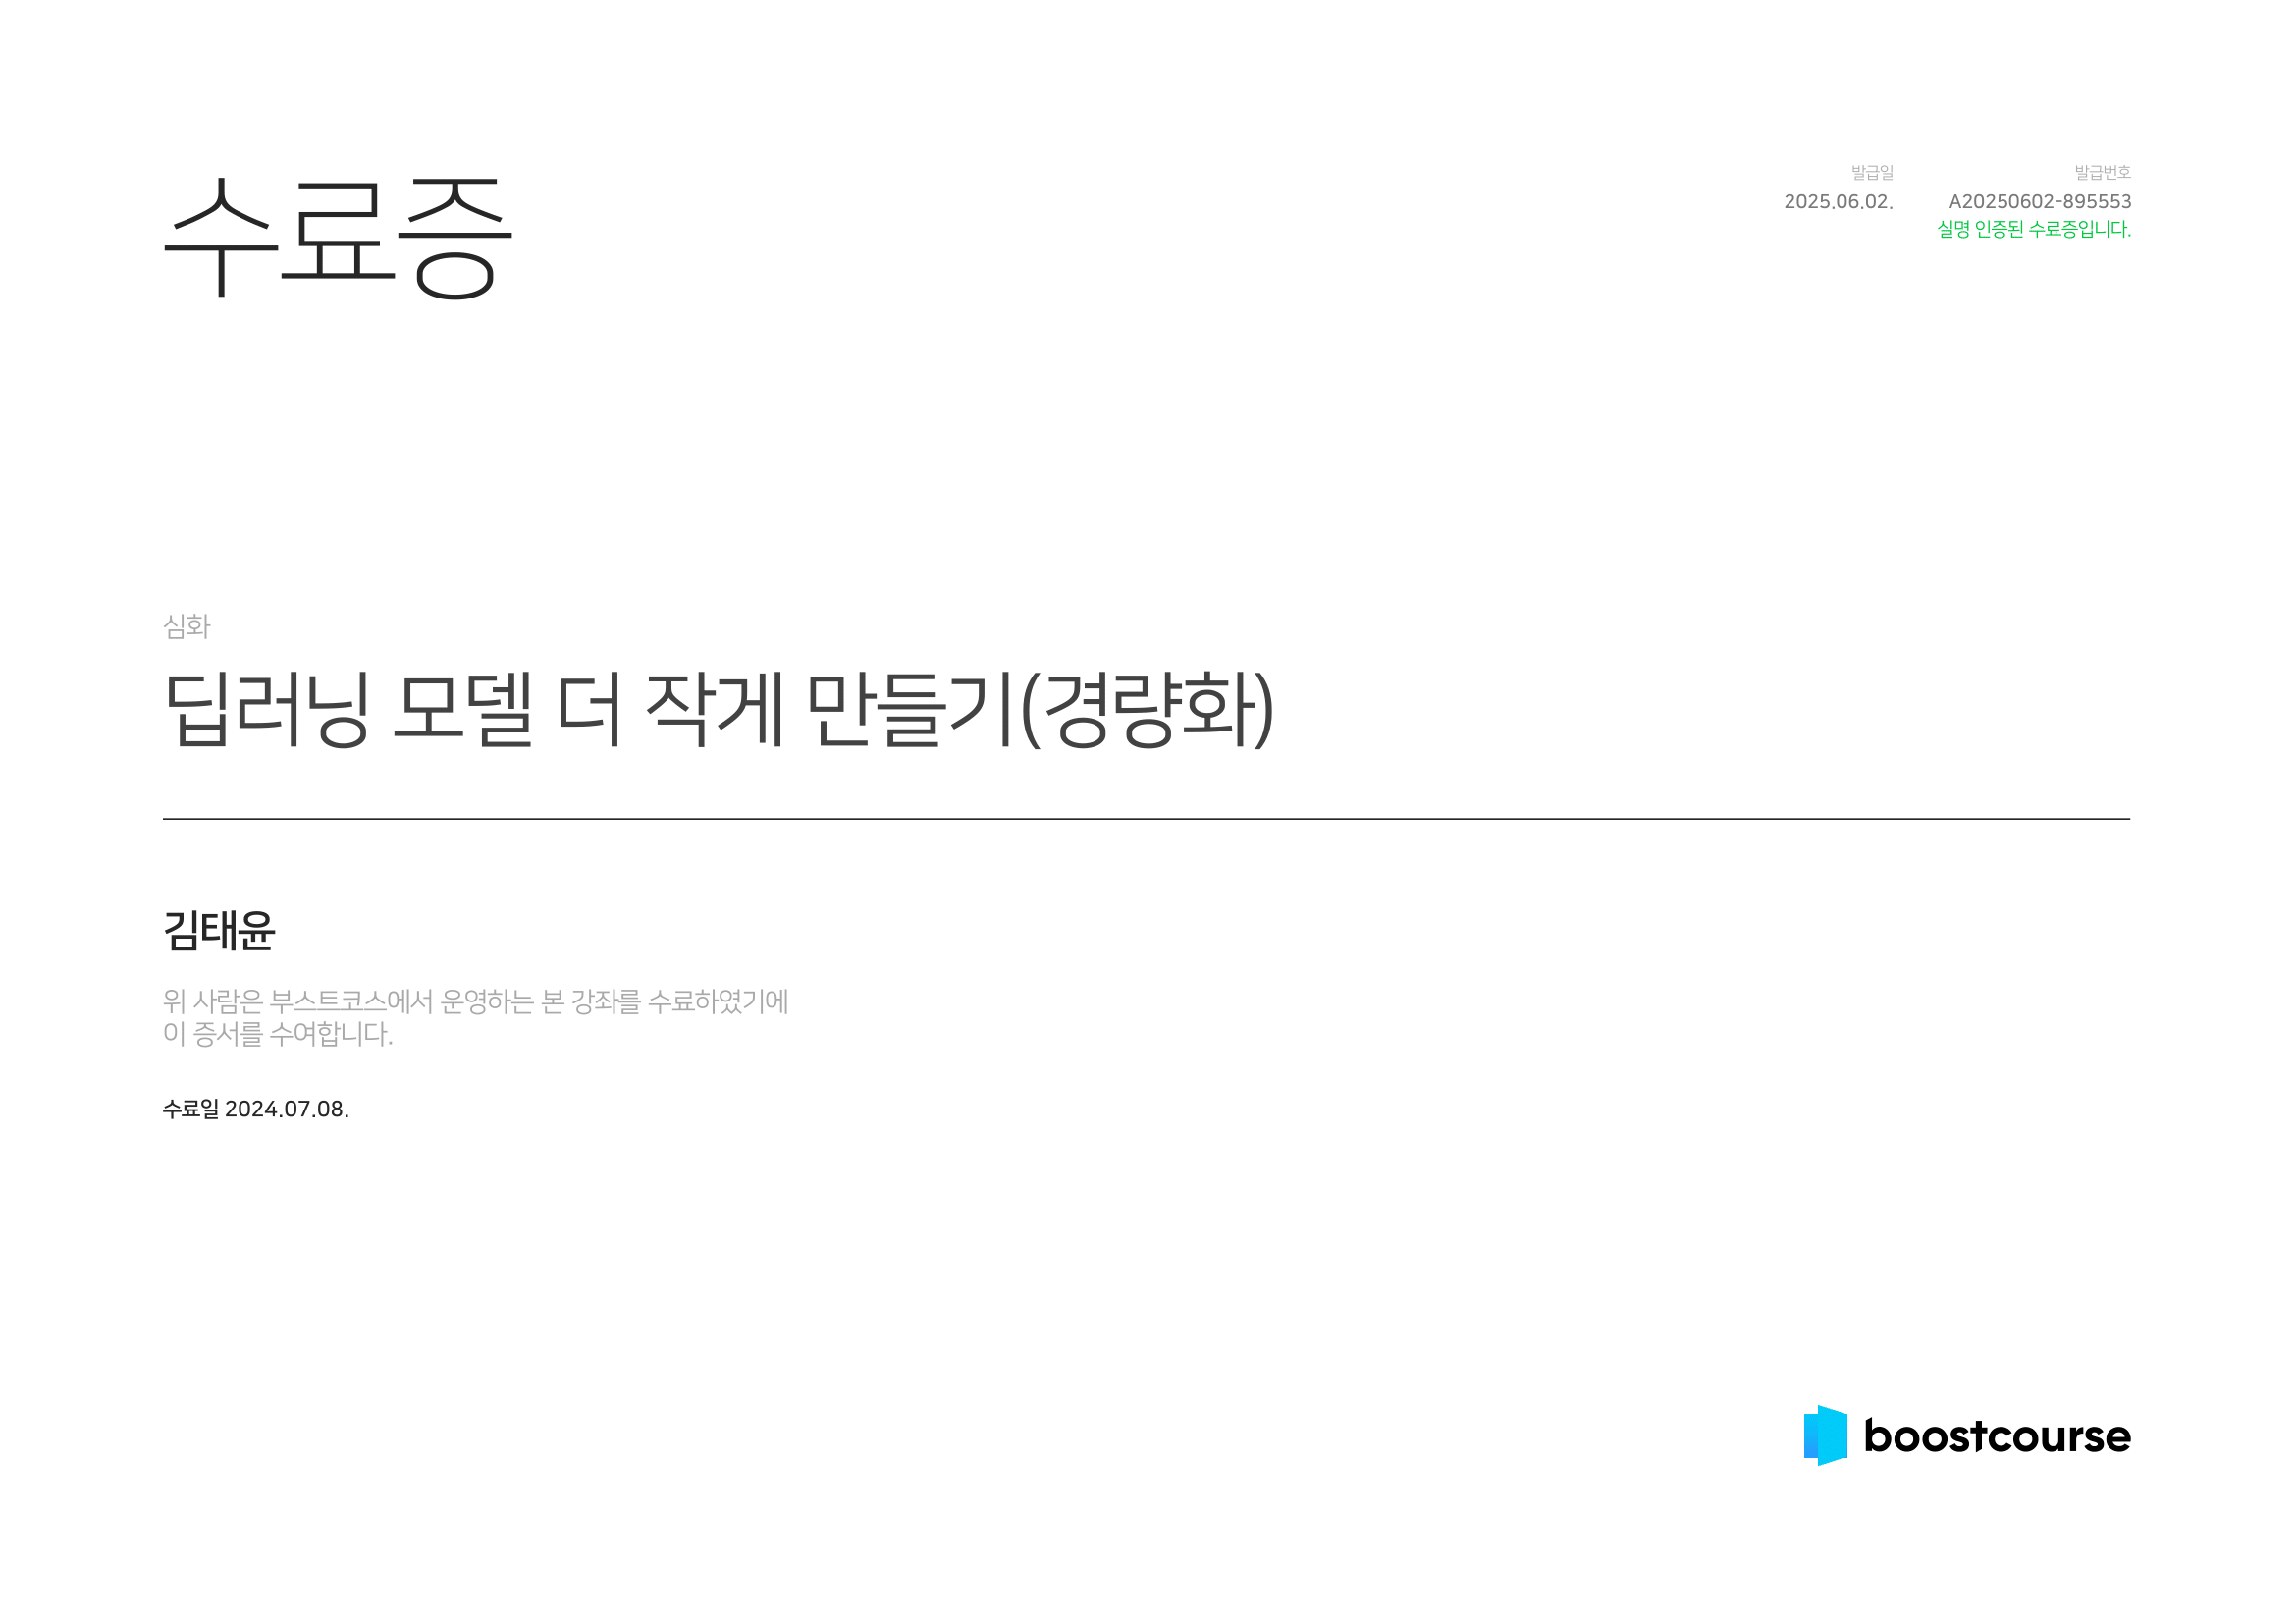 수료증
발급일
2025.06.02.
발급번호
A20250602-895553
실명 인증된 수료증입니다.
심화
딥러닝 모델 더 작게 만들기(경량화)
김태윤
위 사람은 부스트코스에서 운영하는 본 강좌를 수료하였기에
이 증서를 수여합니다.
수료일 2024.07.08.
boostcourse